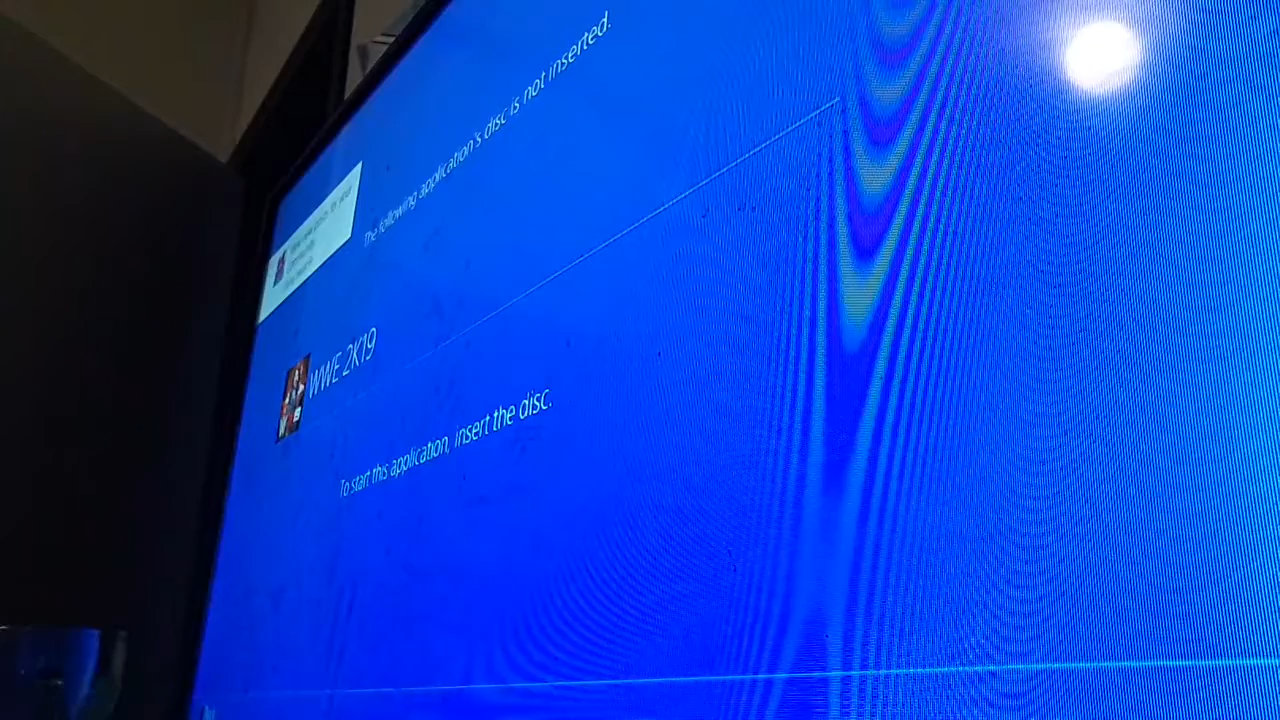 The following application's disc is not inserted.
WWE 2K19
To start this application, insert the disc.